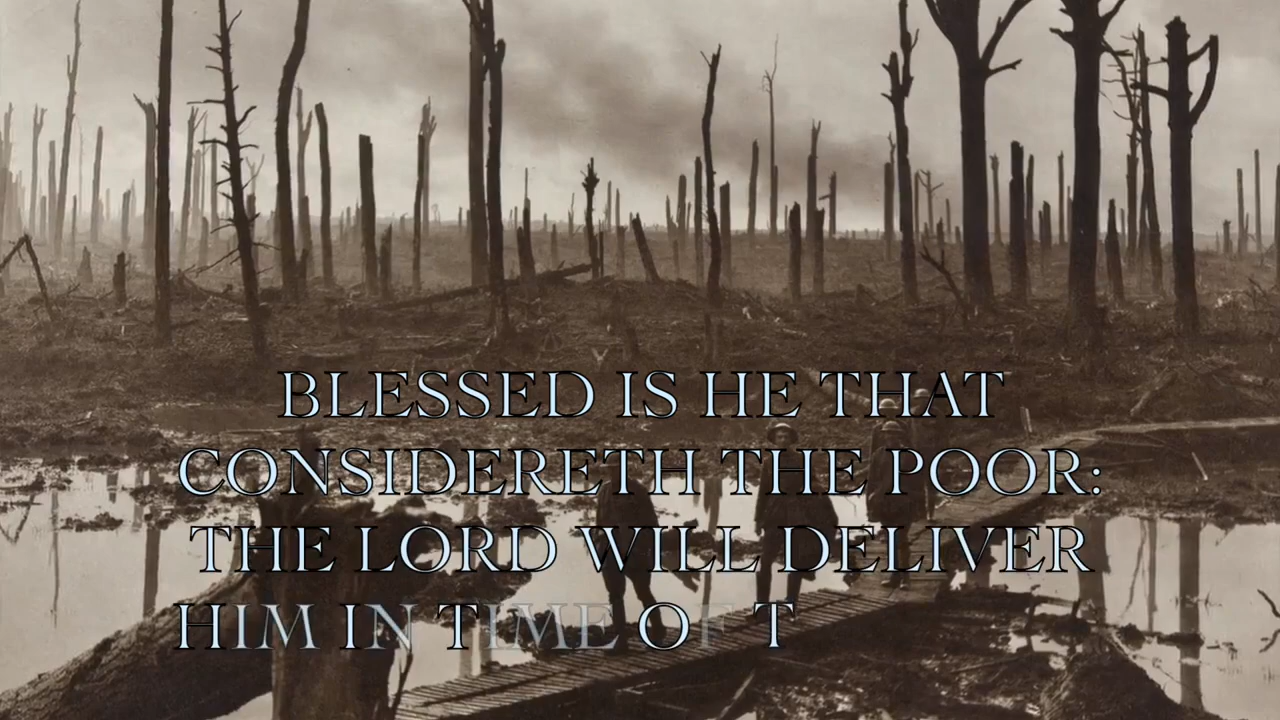 BLESSED IS HE THAT
CONSIDERETH THE POOR:
THE LORD WILL DELIVER
HIM IN TIME OF T